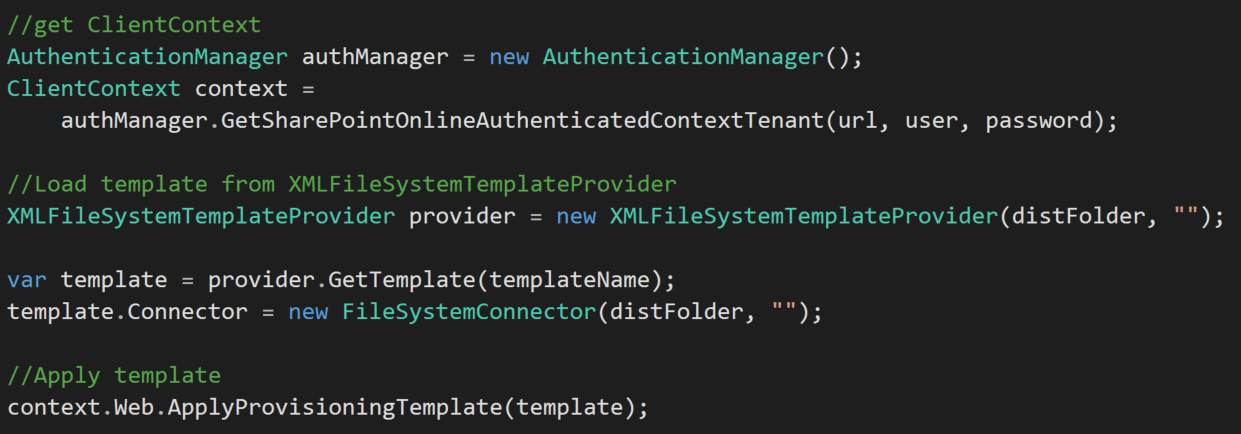 //get ClientContext
AuthenticationManager authManager = new AuthenticationManager();
ClientContext context =
    authManager.GetSharePointOnlineAuthenticatedContextTenant(url, user, password);

//Load template from XMLFileSystemTemplateProvider
XMLFileSystemTemplateProvider provider = new XMLFileSystemTemplateProvider(distFolder, "");

var template = provider.GetTemplate(templateName);
template.Connector = new FileSystemConnector(distFolder, "");

//Apply template
context.Web.ApplyProvisioningTemplate(template);